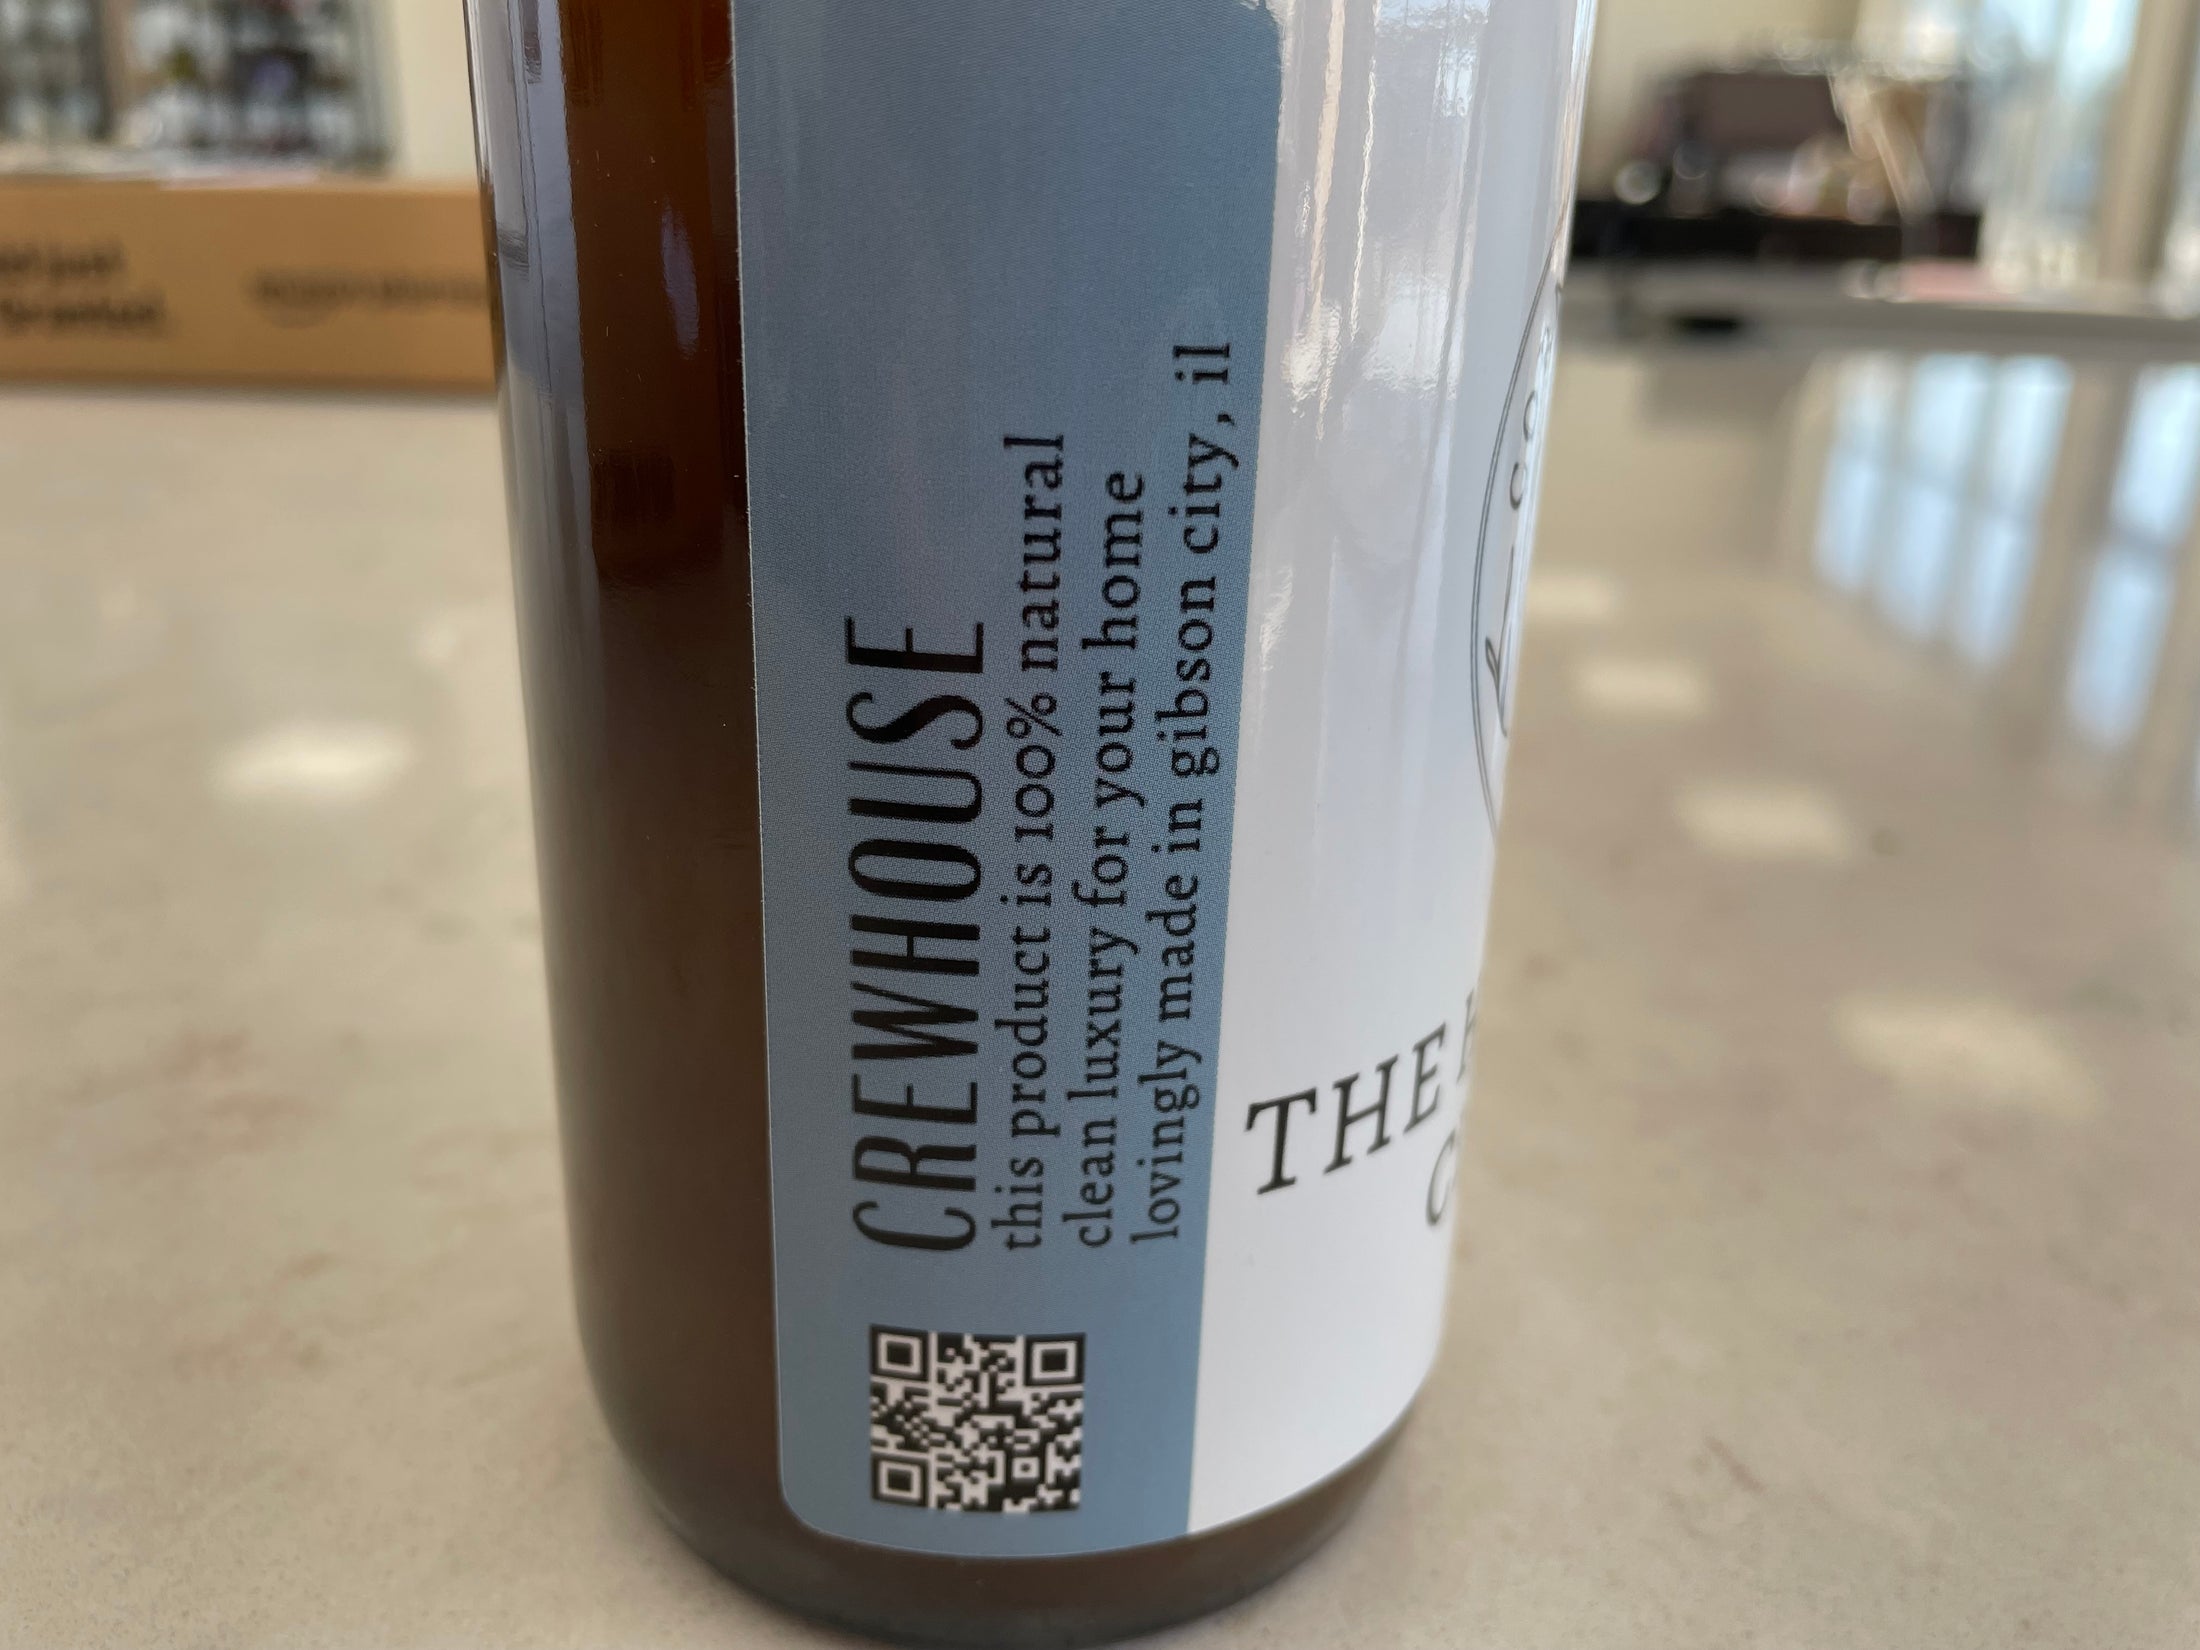 CREWHOUSE
this product is 100% natural
clean luxury for your home
lovingly made in gibson city, il
THE